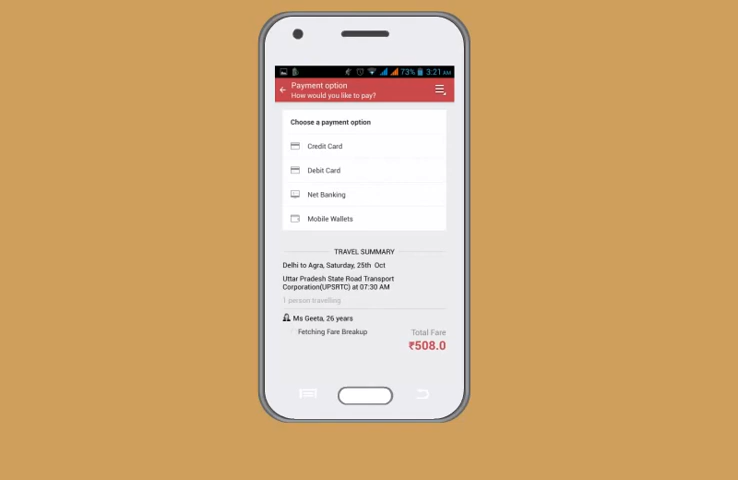 73% 3:21 AM
Payment option
How would you like to pay?
Choose a payment option
Credit Card
Debit Card
Net Banking
Mobile Wallets
TRAVEL SUMMARY
Delhi to Agra, Saturday, 25th Oct
Uttar Pradesh State Road Transport
Corporation(UPSRTC) at 07:30 AM
1 person travelling
Ms Geeta, 26 years
Fetching Fare Breakup
Total Fare
₹508.0